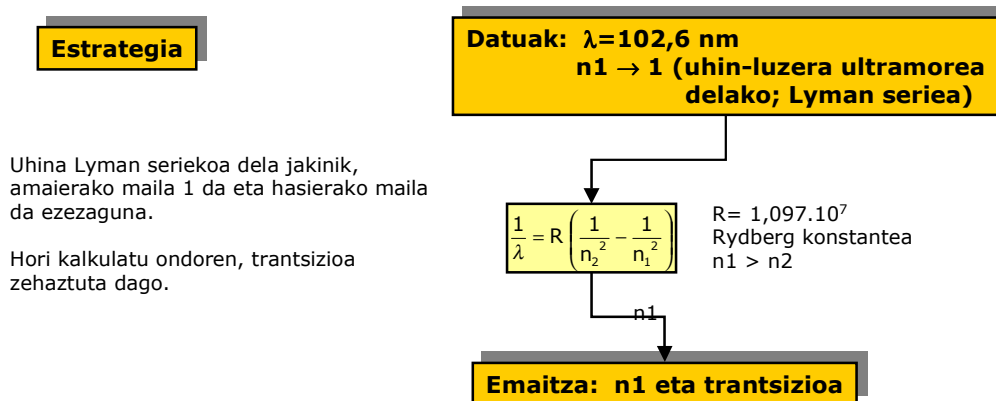 Estrategia
Datuak: λ=102,6 nm
n1 → 1 (uhin-luzera ultramorea
delako; Lyman seriea)
Uhina Lyman seriekoa dela jakinik,
amaierako maila 1 da eta hasierako maila
da ezezaguna.
Hori kalkulatu ondoren, trantsizioa
zehaztuta dago.
1/λ = R (1/n₂² − 1/n₁²)
R= 1,097.10⁷
Rydberg konstantea
n1 > n2
n1
Emaitza: n1 eta trantsizioa